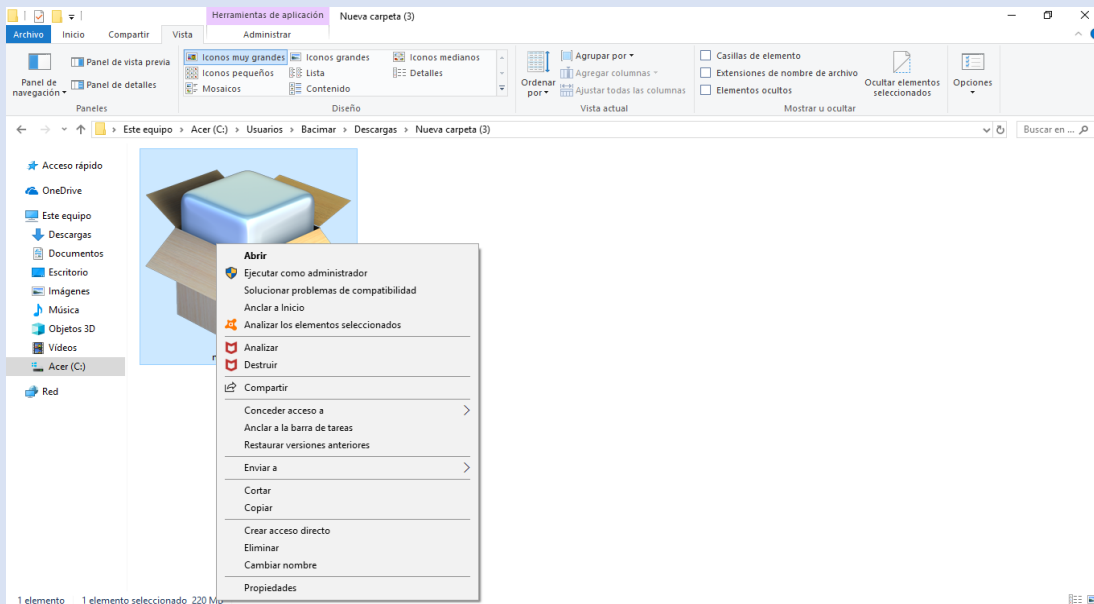 Herramientas de aplicación Nueva carpeta (3)
Archivo Inicio Compartir Vista Administrar
Panel de navegación
Panel de vista previa
Panel de detalles
Paneles
Iconos muy grandes Iconos grandes Iconos medianos
Iconos pequeños Lista Detalles
Mosaicos Contenido
Diseño
Ordenar por
Agrupar por
Agregar columnas
Ajustar todas las columnas
Vista actual
Casillas de elemento
Extensiones de nombre de archivo
Elementos ocultos
Ocultar elementos seleccionados
Mostrar u ocultar
Opciones
Este equipo > Acer (C:) > Usuarios > Bacimar > Descargas > Nueva carpeta (3)
Buscar en ...
Acceso rápido
OneDrive
Este equipo
Descargas
Documentos
Escritorio
Imágenes
Música
Objetos 3D
Vídeos
Acer (C:)
Red
Abrir
Ejecutar como administrador
Solucionar problemas de compatibilidad
Anclar a Inicio
Analizar los elementos seleccionados
Analizar
Destruir
Compartir
Conceder acceso a
Anclar a la barra de tareas
Restaurar versiones anteriores
Enviar a
Cortar
Copiar
Crear acceso directo
Eliminar
Cambiar nombre
Propiedades
1 elemento 1 elemento seleccionado 220 MB